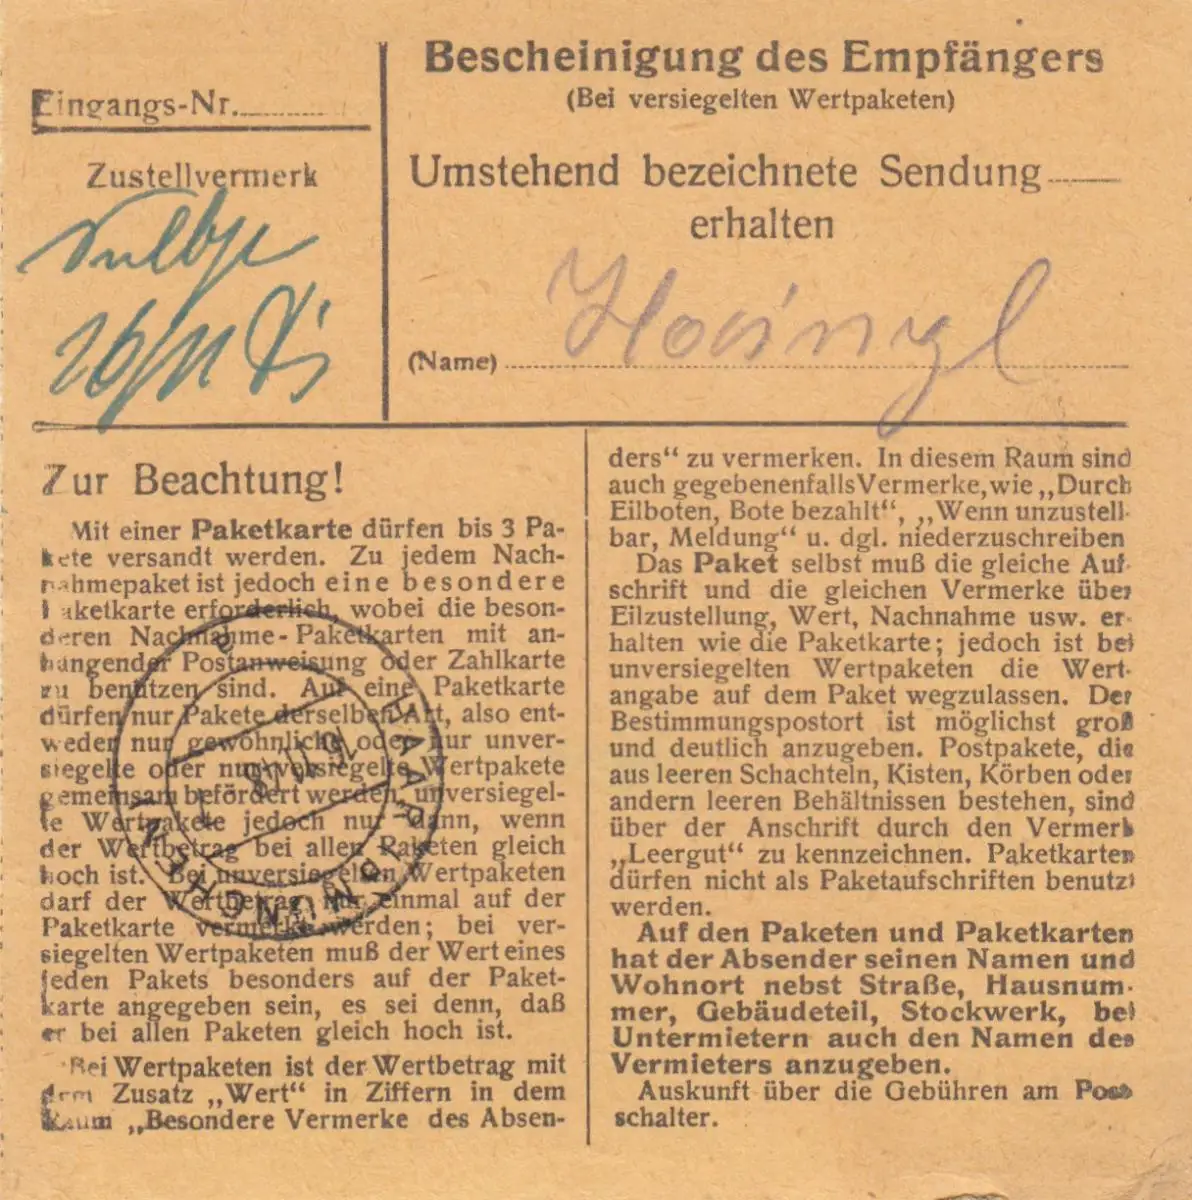 Eingangs-Nr.
Zustellvermerk
26/11
Bescheinigung des Empfängers
(Bei versiegelten Wertpaketen)
Umstehend bezeichnete Sendung
erhalten
(Name)
Zur Beachtung!
Mit einer Paketkarte dürfen bis 3 Pa-
kete versandt werden. Zu jedem Nach-
nahmepaket ist jedoch eine besondere
Paketkarte erforderlich, wobei die beson-
deren Nachnahme-Paketkarten mit an-
hängender Postanweisung oder Zahlkarte
zu benützen sind. Auf eine Paketkarte
dürfen nur Pakete derselben Art, also ent-
weder nur gewöhnliche oder nur unver-
siegelte oder nur versiegelte Wertpakete
gemeinsam befördert werden, unversiegel-
te Wertpakete jedoch nur dann, wenn
der Wertbetrag bei allen Paketen gleich
hoch ist. Bei unversiegelten Wertpaketen
darf der Wertbetrag nur einmal auf der
Paketkarte vermerkt werden; bei ver-
siegelten Wertpaketen muß der Wert eines
jeden Pakets besonders auf der Paket-
karte angegeben sein, es sei denn, daß
er bei allen Paketen gleich hoch ist.
Bei Wertpaketen ist der Wertbetrag mit
dem Zusatz „Wert“ in Ziffern in dem
Raum „Besondere Vermerke des Absen-
ders“ zu vermerken. In diesem Raum sind
auch gegebenenfalls Vermerke, wie „Durch
Eilboten, Bote bezahlt“, „Wenn unzustell-
bar, Meldung“ u. dgl. niederzuschreiben
Das Paket selbst muß die gleiche Auf-
schrift und die gleichen Vermerke über
Eilzustellung, Wert, Nachnahme usw. er-
halten wie die Paketkarte; jedoch ist bei
unversiegelten Wertpaketen die Wert-
angabe auf dem Paket wegzulassen. Der
Bestimmungspostort ist möglichst groß
und deutlich anzugeben. Postpakete, die
aus leeren Schachteln, Kisten, Körben oder
andern leeren Behältnissen bestehen, sind
über der Anschrift durch den Vermerk
„Leergut“ zu kennzeichnen. Paketkarten
dürfen nicht als Paketaufschriften benutzt
werden.
Auf den Paketen und Paketkarten
hat der Absender seinen Namen und
Wohnort nebst Straße, Hausnum-
mer, Gebäudeteil, Stockwerk, bei
Untermietern auch den Namen des
Vermieters anzugeben.
Auskunft über die Gebühren am Post
schalter.
HAAR
(MÜNCHEN)